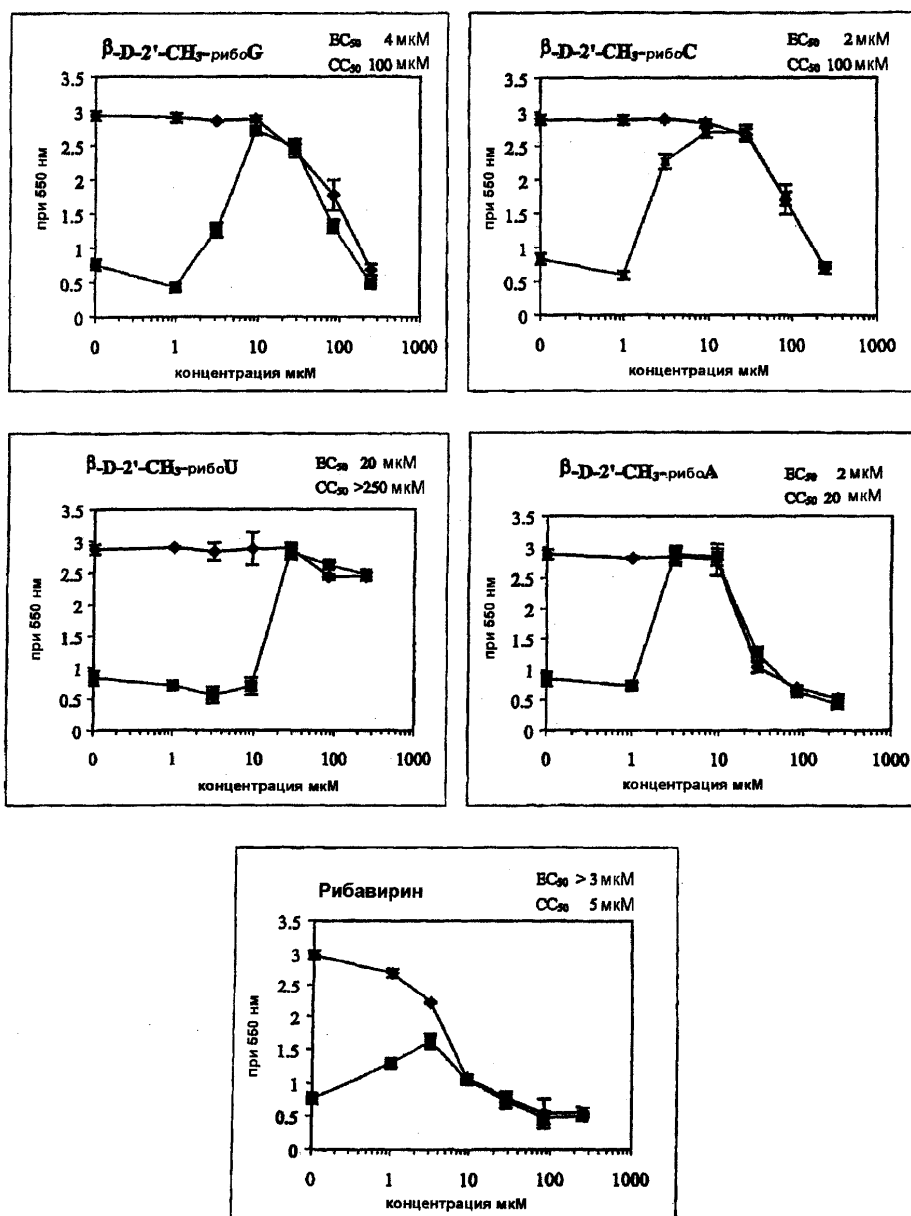 β-D-2'-CH₃-рибоG
EC₅₀ 4 мкМ
CC₅₀ 100 мкМ
3.5
3
2.5
2
1.5
1
0.5
0
при 550 нм
0 1 10 100 1000
концентрация мкМ
β-D-2'-CH₃-рибоC
EC₅₀ 2 мкМ
CC₅₀ 100 мкМ
3.5
3
2.5
2
1.5
1
0.5
0
при 550 нм
0 1 10 100 1000
концентрация мкМ
β-D-2'-CH₃-рибоU
EC₅₀ 20 мкМ
CC₅₀ >250 мкМ
3.5
3
2.5
2
1.5
1
0.5
0
при 550 нм
0 1 10 100 1000
концентрация мкМ
β-D-2'-CH₃-рибоA
EC₅₀ 2 мкМ
CC₅₀ 20 мкМ
3.5
3
2.5
2
1.5
1
0.5
0
при 550 нм
0 1 10 100 1000
концентрация мкМ
Рибавирин
EC₅₀ > 3 мкМ
CC₅₀ 5 мкМ
3.5
3
2.5
2
1.5
1
0.5
0
при 550 нм
0 1 10 100 1000
концентрация мкМ